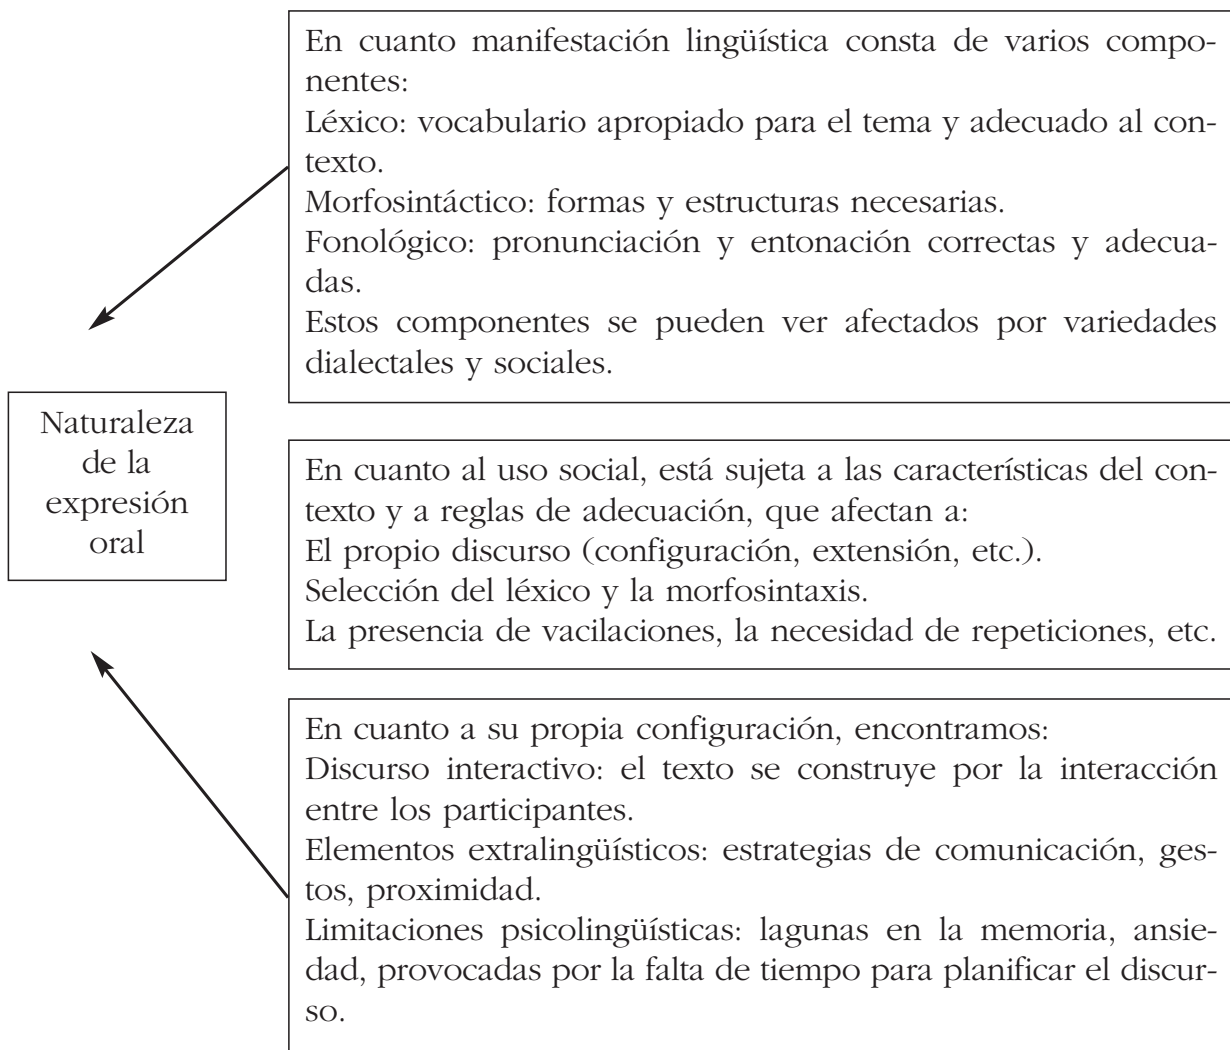 En cuanto manifestación lingüística consta de varios compo-
nentes:
Léxico: vocabulario apropiado para el tema y adecuado al con-
texto.
Morfosintáctico: formas y estructuras necesarias.
Fonológico: pronunciación y entonación correctas y adecua-
das.
Estos componentes se pueden ver afectados por variedades
dialectales y sociales.
Naturaleza
de la
expresión
oral
En cuanto al uso social, está sujeta a las características del con-
texto y a reglas de adecuación, que afectan a:
El propio discurso (configuración, extensión, etc.).
Selección del léxico y la morfosintaxis.
La presencia de vacilaciones, la necesidad de repeticiones, etc.
En cuanto a su propia configuración, encontramos:
Discurso interactivo: el texto se construye por la interacción
entre los participantes.
Elementos extralingüísticos: estrategias de comunicación, ges-
tos, proximidad.
Limitaciones psicolingüísticas: lagunas en la memoria, ansie-
dad, provocadas por la falta de tiempo para planificar el discur-
so.